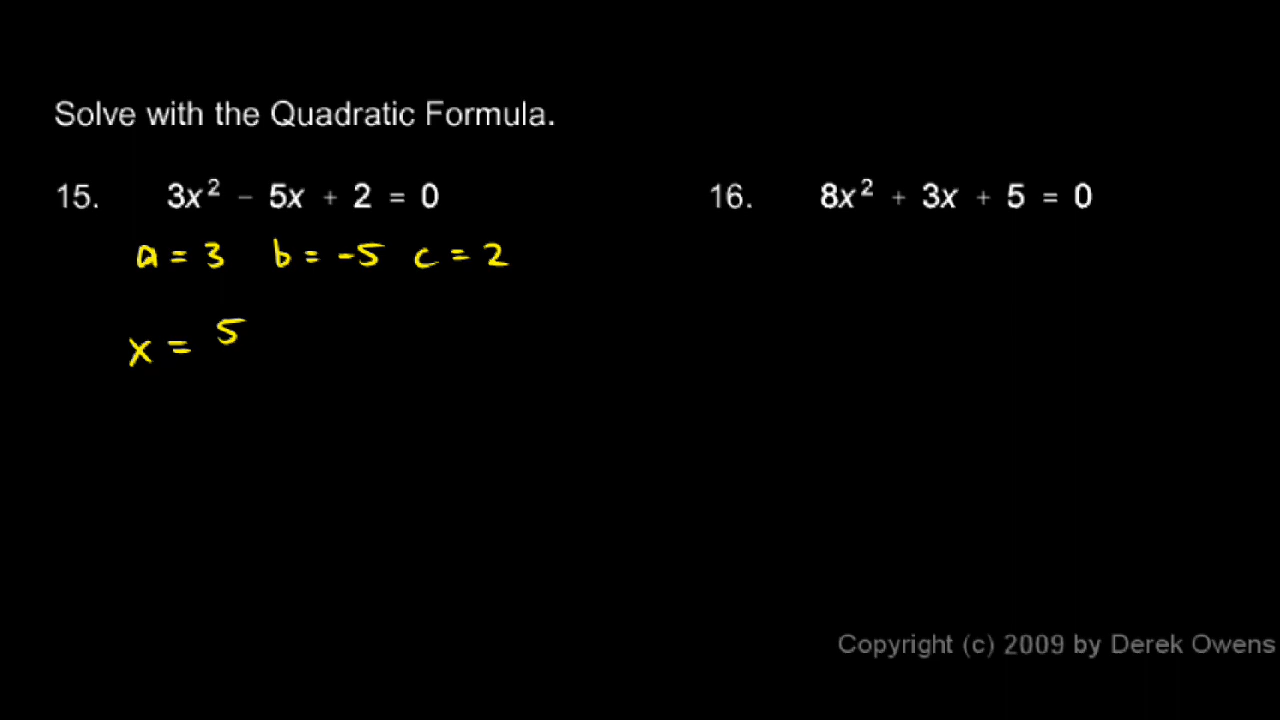 Solve with the Quadratic Formula.
15. 3x² − 5x + 2 = 0
a = 3 b = -5 c = 2
x = 5
16. 8x² + 3x + 5 = 0
Copyright (c) 2009 by Derek Owens